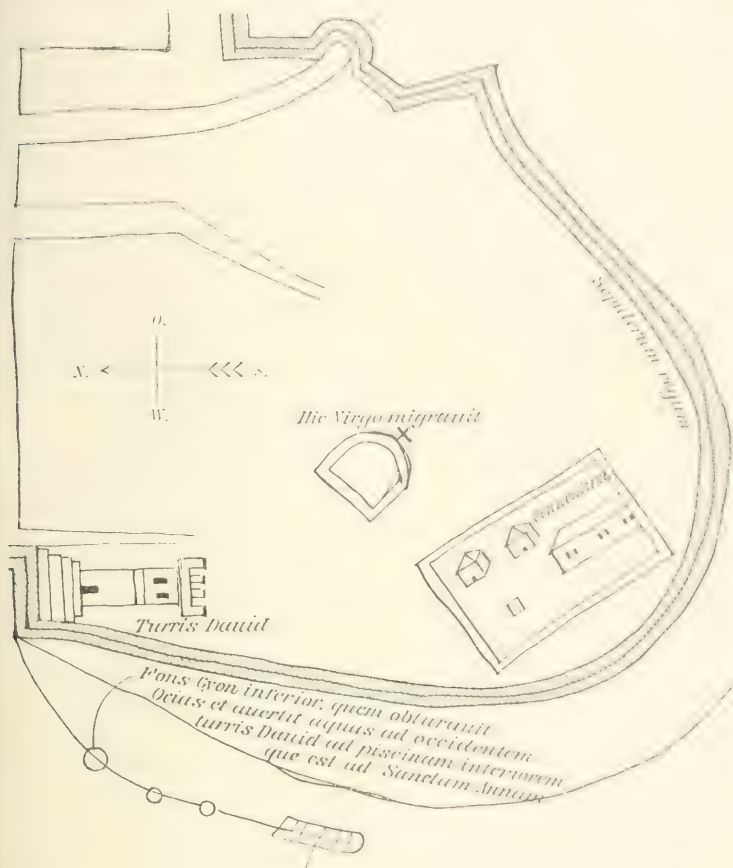 O.
N.
S.
W.
Sepulcrum regum
Hic Virgo migrauit
Turris Dauid
Fons Gyon inferior, quem obturauit
Ocias et auertit aquas ad occidentem
turris Dauid ad piscinam interiorem
que est ad Sanctam Annam